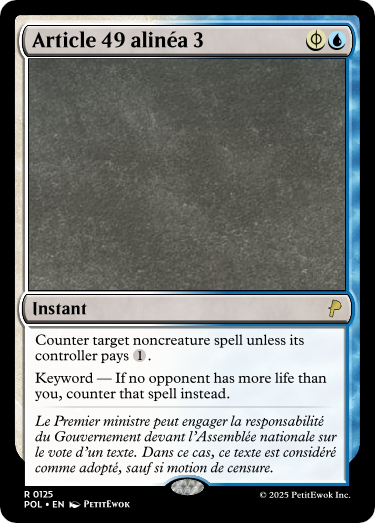 Article 49 alinéa 3
Instant
Counter target noncreature spell unless its
controller pays 1.
Keyword — If no opponent has more life than
you, counter that spell instead.
Le Premier ministre peut engager la responsabilité
du Gouvernement devant l'Assemblée nationale sur
le vote d'un texte. Dans ce cas, ce texte est considéré
comme adopté, sauf si motion de censure.
R 0125
POL • EN PetitEwok
© 2025 PetitEwok Inc.